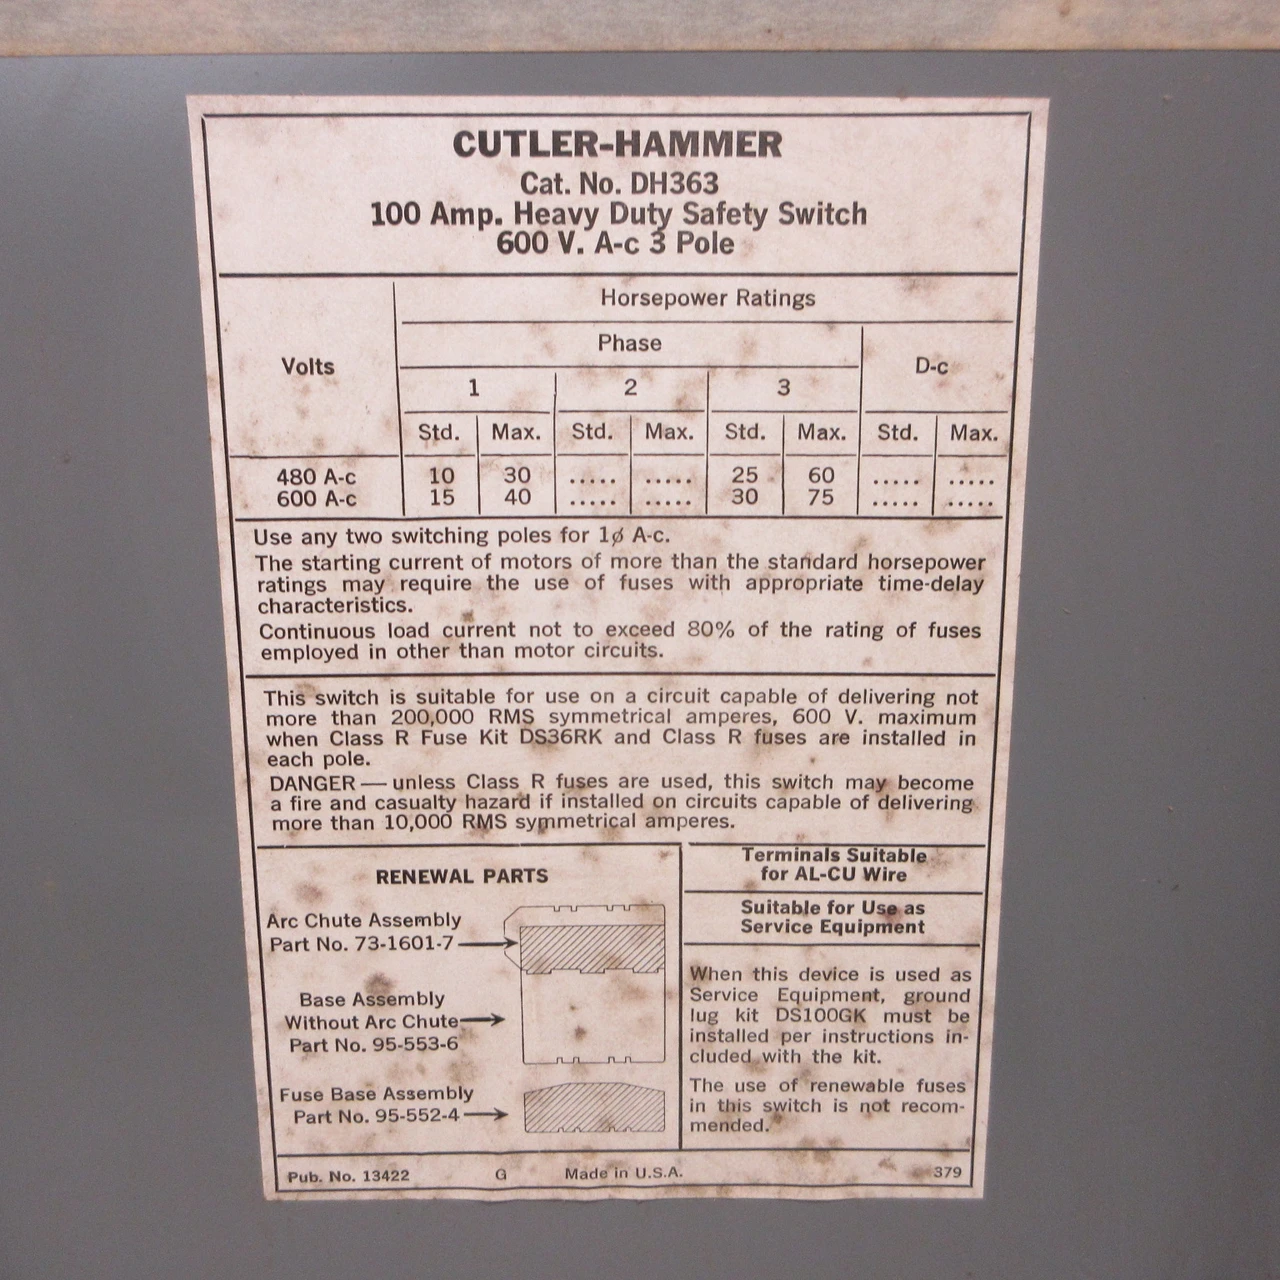 CUTLER-HAMMER
Cat. No. DH363
100 Amp. Heavy Duty Safety Switch
600 V. A-c 3 Pole
Horsepower Ratings
Volts
Phase
D-c
1 2 3
Std. Max. Std. Max. Std. Max. Std. Max.
480 A-c 10 30 ..... ..... 25 60 ..... .....
600 A-c 15 40 ..... ..... 30 75 ..... .....
Use any two switching poles for 1ø A-c.
The starting current of motors of more than the standard horsepower
ratings may require the use of fuses with appropriate time-delay
characteristics.
Continuous load current not to exceed 80% of the rating of fuses
employed in other than motor circuits.
This switch is suitable for use on a circuit capable of delivering not
more than 200,000 RMS symmetrical amperes, 600 V. maximum
when Class R Fuse Kit DS36RK and Class R fuses are installed in
each pole.
DANGER — unless Class R fuses are used, this switch may become
a fire and casualty hazard if installed on circuits capable of delivering
more than 10,000 RMS symmetrical amperes.
RENEWAL PARTS
Arc Chute Assembly
Part No. 73-1601-7
Base Assembly
Without Arc Chute
Part No. 95-553-6
Fuse Base Assembly
Part No. 95-552-4
Terminals Suitable
for AL-CU Wire
Suitable for Use as
Service Equipment
When this device is used as
Service Equipment, ground
lug kit DS100GK must be
installed per instructions in-
cluded with the kit.
The use of renewable fuses
in this switch is not recom-
mended.
Pub. No. 13422 G Made in U.S.A. 379